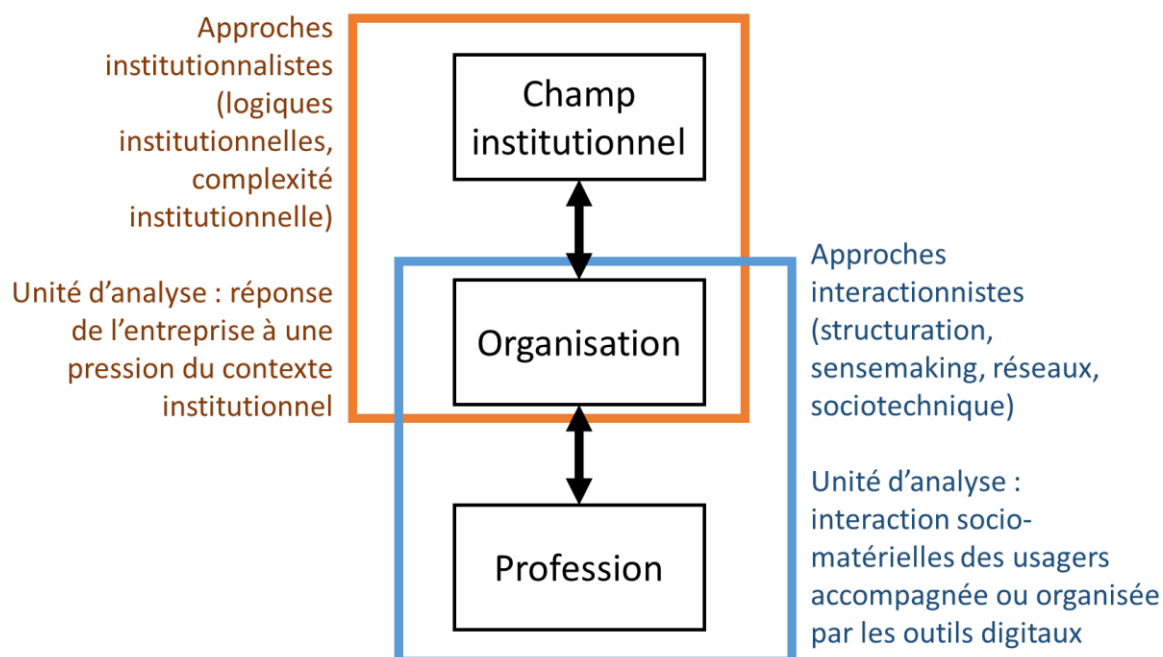 Approches
institutionnalistes
(logiques
institutionnelles,
complexité
institutionnelle)
Unité d’analyse : réponse
de l’entreprise à une
pression du contexte
institutionnel
Champ
institutionnel
Organisation
Profession
Approches
interactionnistes
(structuration,
sensemaking, réseaux,
sociotechnique)
Unité d’analyse :
interaction socio-
matérielles des usagers
accompagnée ou organisée
par les outils digitaux